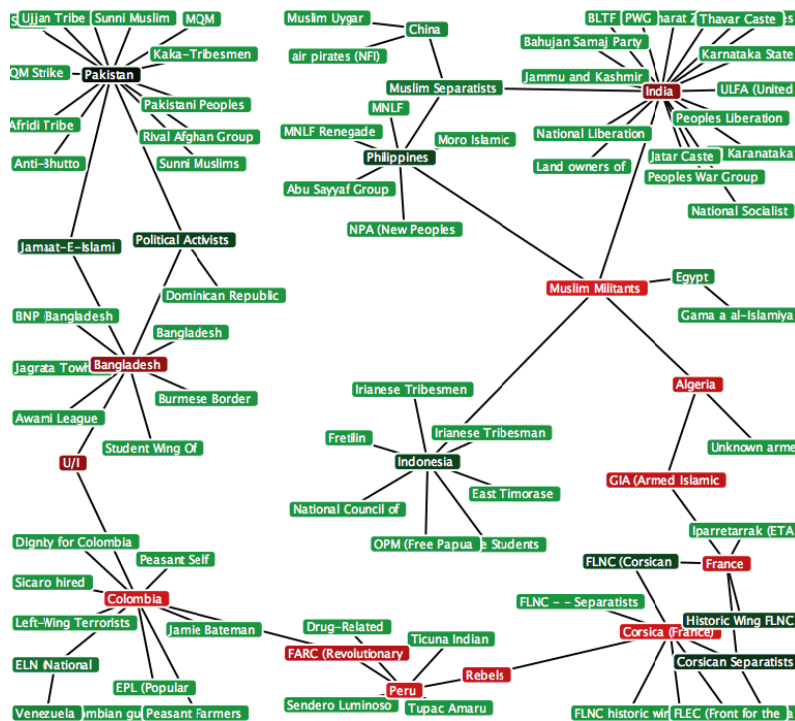 Ujjan Tribe
Sunni Muslim
MQM
Kaka-Tribesmen
QM Strike
Pakistan
Pakistani Peoples
Afridi Tribe
Rival Afghan Group
Anti-Bhutto
Sunni Muslims
Muslim Uygar
China
air pirates (NFI)
Muslim Separatists
MNLF
MNLF Renegade
Moro Islamic
Philippines
Abu Sayyaf Group
NPA (New Peoples
BLTF
PWG
Thavar Caste
Bahujan Samaj Party
Karnataka State
Jammu and Kashmir
India
ULFA (United
Peoples Liberation
National Liberation
Land owners of
Jatar Caste
Karanataka
Peoples War Group
National Socialist
Jamaat-E-Islami
Political Activists
Dominican Republic
BNP (Bangladesh
Bangladesh
Bangladesh
Jagrata
Burmese Border
Awami League
Student Wing Of
U/I
Muslim Militants
Egypt
Gama a al-Islamiya
Algeria
Unknown
GIA (Armed Islamic
Irianese Tribesmen
Fretilin
Irianese Tribesman
Indonesia
East Timorase
National Council of
OPM (Free Papua
Students
Iparretarrak (ETA
FLNC (Corsican
France
FLNC - - Separatists
Historic Wing FLNC
Corsica (France)
Corsican Separatists
FLNC historic
FLEC (Front for the
Dignity for Colombia
Peasant Self
Sicaro hired
Colombia
Left-Wing Terrorists
Jamie Bateman
ELN (National
EPL (Popular
Venezuela
Peasant Farmers
Drug-Related
Ticuna Indian
FARC (Revolutionary
Rebels
Peru
Sendero Luminoso
Tupac Amaru